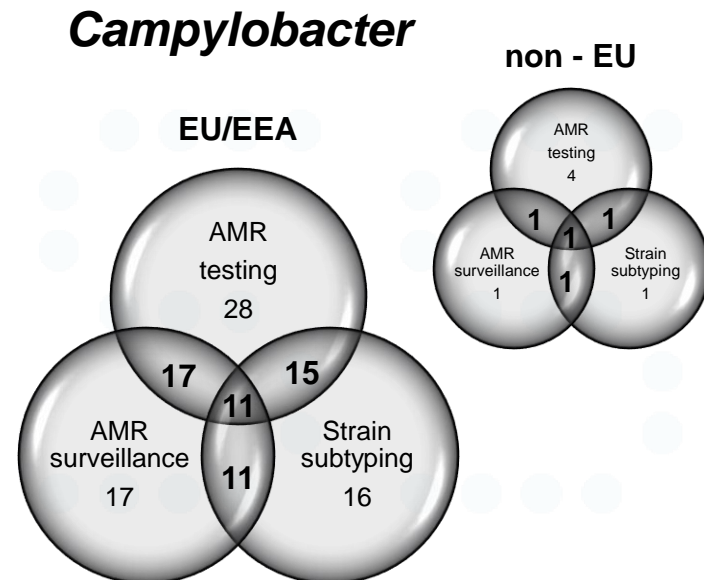 Campylobacter
EU/EEA
AMR
testing
28
17
15
11
AMR
surveillance
17
11
Strain
subtyping
16
non - EU
AMR
testing
4
1
1
1
AMR
surveillance
1
1
Strain
subtyping
1